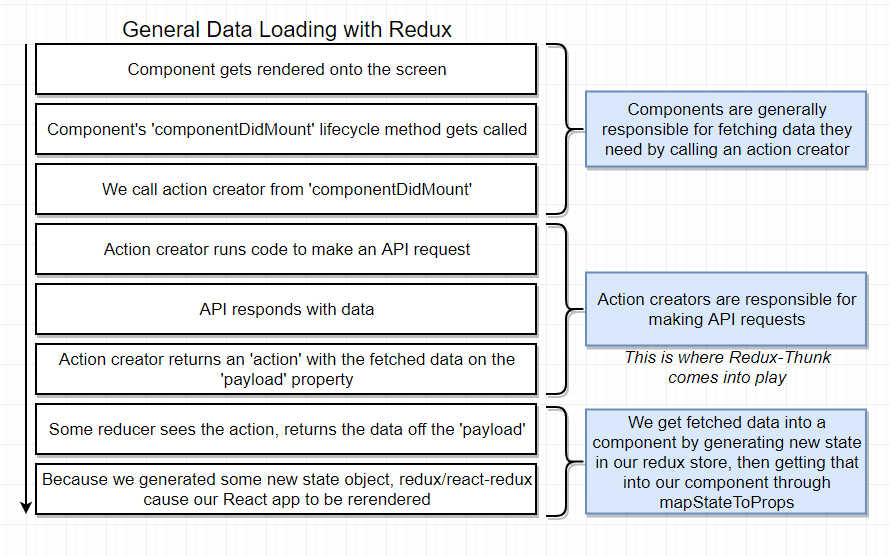 General Data Loading with Redux
Component gets rendered onto the screen
Component's 'componentDidMount' lifecycle method gets called
We call action creator from 'componentDidMount'
Components are generally
responsible for fetching data they
need by calling an action creator
Action creator runs code to make an API request
API responds with data
Action creator returns an 'action' with the fetched data on the
'payload' property
Action creators are responsible for
making API requests
This is where Redux-Thunk
comes into play
Some reducer sees the action, returns the data off the 'payload'
Because we generated some new state object, redux/react-redux
cause our React app to be rerendered
We get fetched data into a
component by generating new state
in our redux store, then getting that
into our component through
mapStateToProps